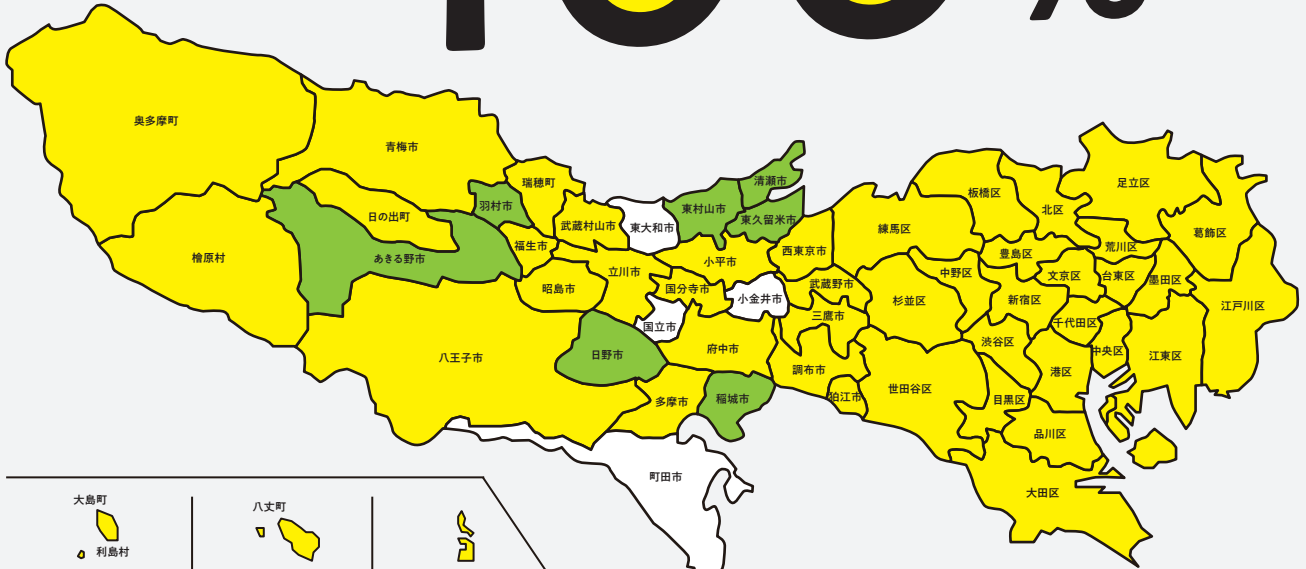 100%
奥多摩町
青梅市
瑞穂町
羽村市
日の出町
檜原村
あきる野市
福生市
武蔵村山市
東大和市
東村山市
清瀬市
東久留米市
西東京市
小平市
立川市
昭島市
国分寺市
小金井市
武蔵野市
三鷹市
国立市
府中市
日野市
八王子市
多摩市
稲城市
調布市
狛江市
町田市
練馬区
板橋区
北区
足立区
葛飾区
荒川区
豊島区
中野区
文京区
台東区
墨田区
江戸川区
杉並区
新宿区
千代田区
渋谷区
中央区
江東区
港区
世田谷区
目黒区
品川区
大田区
大島町
利島村
八丈町